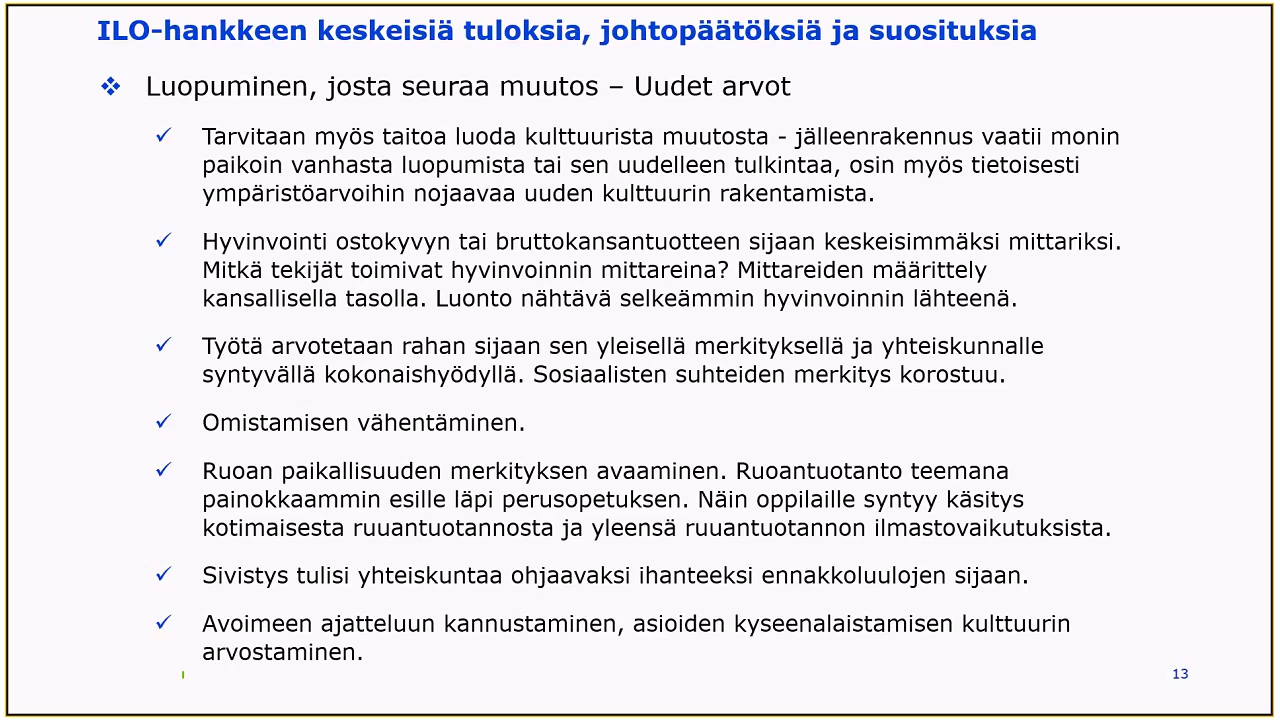 ILO-hankkeen keskeisiä tuloksia, johtopäätöksiä ja suosituksia
❖ Luopuminen, josta seuraa muutos – Uudet arvot
✓ Tarvitaan myös taitoa luoda kulttuurista muutosta - jälleenrakennus vaatii monin
paikoin vanhasta luopumista tai sen uudelleen tulkintaa, osin myös tietoisesti
ympäristöarvoihin nojaavaa uuden kulttuurin rakentamista.
✓ Hyvinvointi ostokyvyn tai bruttokansantuotteen sijaan keskeisimmäksi mittariksi.
Mitkä tekijät toimivat hyvinvoinnin mittareina? Mittareiden määrittely
kansallisella tasolla. Luonto nähtävä selkeämmin hyvinvoinnin lähteenä.
✓ Työtä arvotetaan rahan sijaan sen yleisellä merkityksellä ja yhteiskunnalle
syntyvällä kokonaishyödyllä. Sosiaalisten suhteiden merkitys korostuu.
✓ Omistamisen vähentäminen.
✓ Ruoan paikallisuuden merkityksen avaaminen. Ruoantuotanto teemana
painokkaammin esille läpi perusopetuksen. Näin oppilaille syntyy käsitys
kotimaisesta ruuantuotannosta ja yleensä ruuantuotannon ilmastovaikutuksista.
✓ Sivistys tulisi yhteiskuntaa ohjaavaksi ihanteeksi ennakkoluulojen sijaan.
✓ Avoimeen ajatteluun kannustaminen, asioiden kyseenalaistamisen kulttuurin
arvostaminen.
13